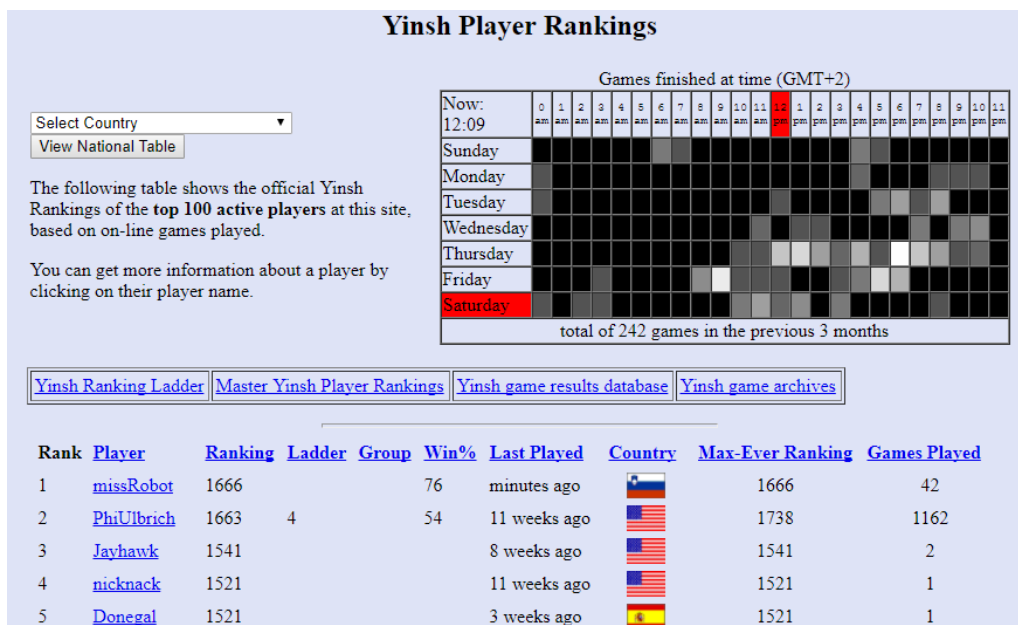 Yinsh Player Rankings
Select Country
View National Table
The following table shows the official Yinsh
Rankings of the top 100 active players at this site,
based on on-line games played.
You can get more information about a player by
clicking on their player name.
Games finished at time (GMT+2)
Now:
12:09
0 am 1 am 2 am 3 am 4 am 5 am 6 am 7 am 8 am 9 am 10 am 11 am 12 pm 1 pm 2 pm 3 pm 4 pm 5 pm 6 pm 7 pm 8 pm 9 pm 10 pm 11 pm
Sunday
Monday
Tuesday
Wednesday
Thursday
Friday
Saturday
total of 242 games in the previous 3 months
Yinsh Ranking Ladder Master Yinsh Player Rankings Yinsh game results database Yinsh game archives
Rank Player Ranking Ladder Group Win% Last Played Country Max-Ever Ranking Games Played
1 missRobot 1666 76 minutes ago 1666 42
2 PhiUlbrich 1663 4 54 11 weeks ago 1738 1162
3 Jayhawk 1541 8 weeks ago 1541 2
4 nicknack 1521 11 weeks ago 1521 1
5 Donegal 1521 3 weeks ago 1521 1